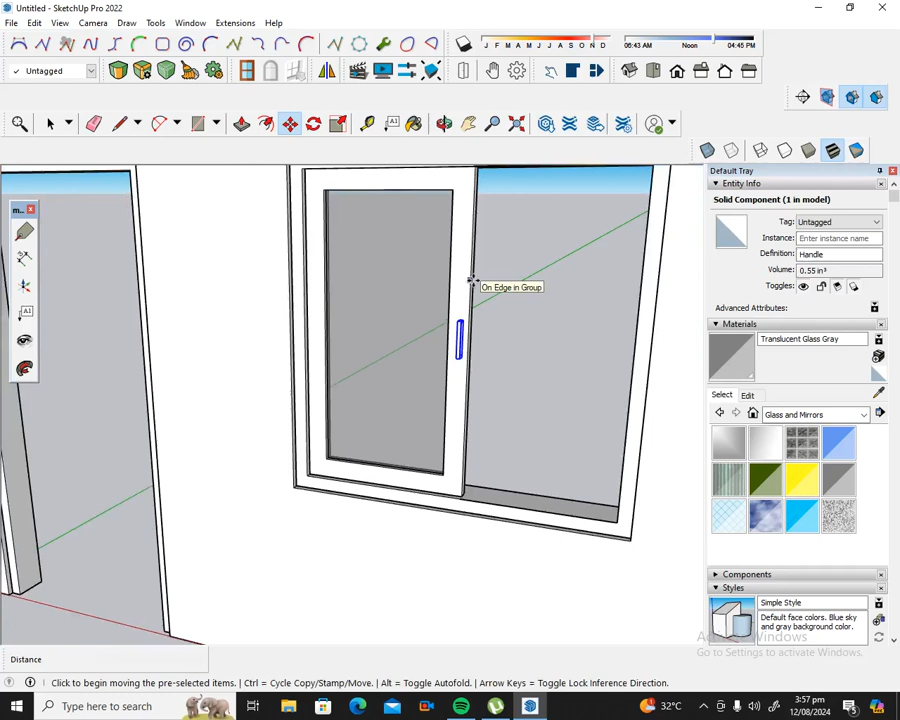 Untitled - SketchUp Pro 2022
File Edit View Camera Draw Tools Window Extensions Help
J F M A M J J A S O N D
06:43 AM Noon 04:45 PM
Untagged
Default Tray
Entity Info
Solid Component (1 in model)
Tag: Untagged
Instance: Enter instance name
Definition: Handle
Volume: 0.55 in³
Toggles:
Advanced Attributes:
Materials
Translucent Glass Gray
Select Edit
Glass and Mirrors
Components
Styles
Simple Style
Default face colors. Blue sky
and gray background color.
m...
A1
On Edge in Group
Activate Windows
Go to Settings to activate Windows.
Distance
Click to begin moving the pre-selected items. | Ctrl = Cycle Copy/Stamp/Move. | Alt = Toggle Autofold. | Arrow Keys = Toggle Lock Inference Direction.
Type here to search
32°C
3:57 pm
12/08/2024
5